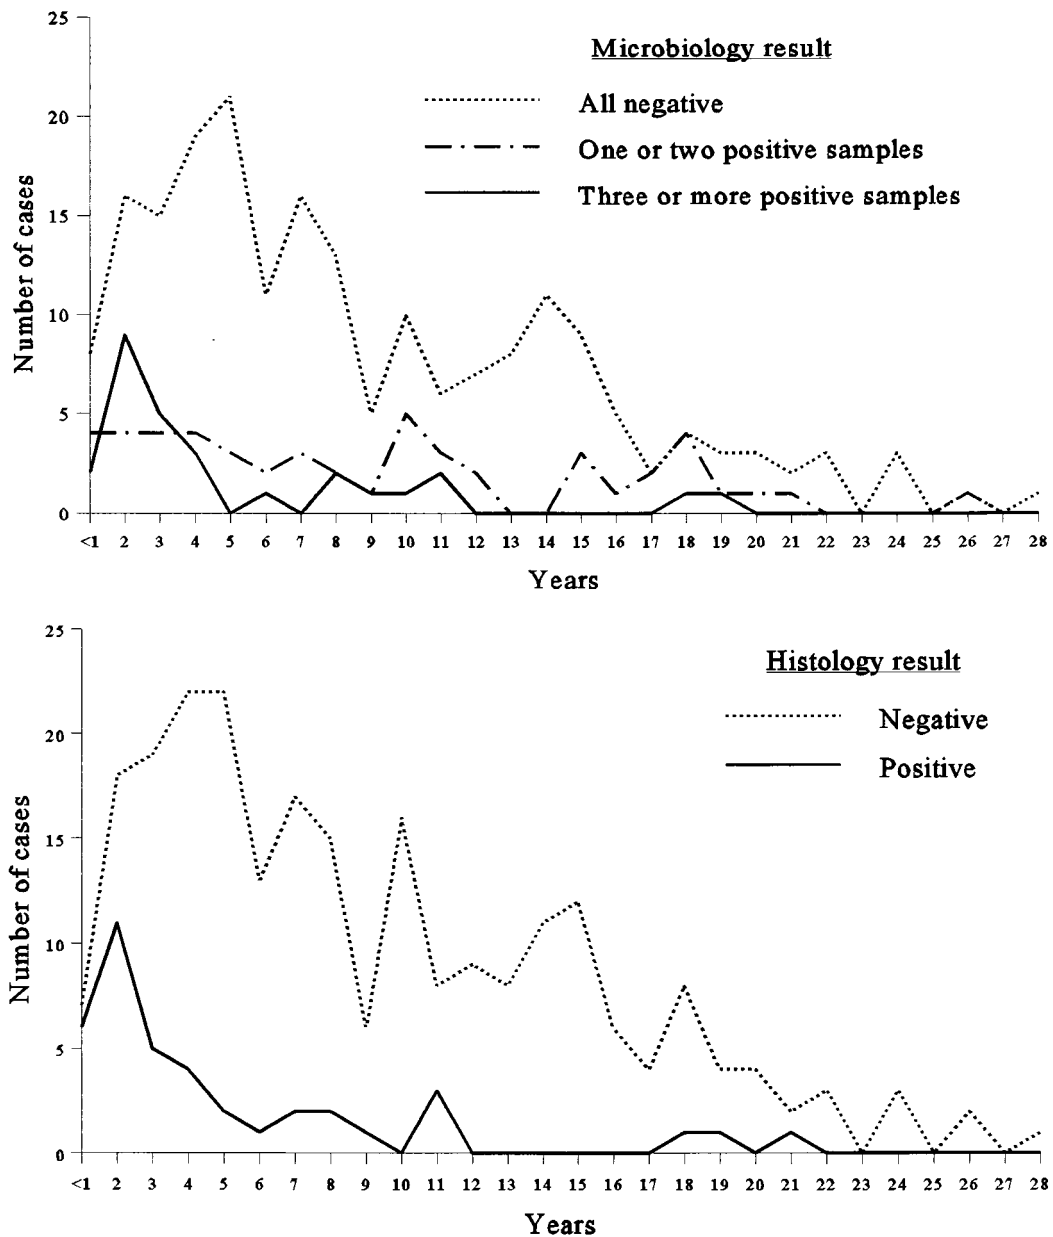 25
Microbiology result
All negative
20
One or two positive samples
Three or more positive samples
15
10
5
0
Number of cases
<1 2 3 4 5 6 7 8 9 10 11 12 13 14 15 16 17 18 19 20 21 22 23 24 25 26 27 28
Years
25
Histology result
Negative
20
Positive
15
10
5
0
Number of cases
<1 2 3 4 5 6 7 8 9 10 11 12 13 14 15 16 17 18 19 20 21 22 23 24 25 26 27 28
Years